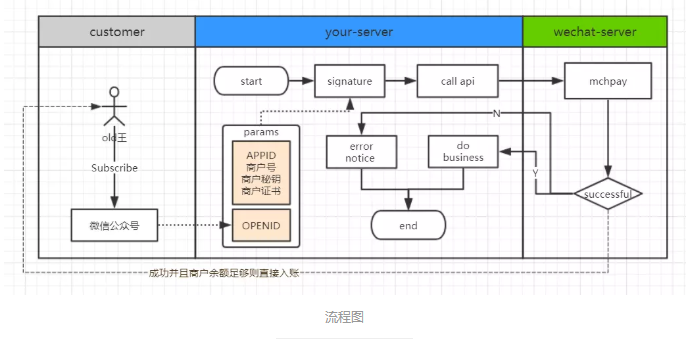 customer
your-server
wechat-server
start
signature
call api
mchpay
N
params
old王
APPID
商户号
商户秘钥
商户证书
error
notice
do
business
Subscribe
Y
successful
微信公众号
OPENID
end
成功并且商户余额足够则直接入账
流程图